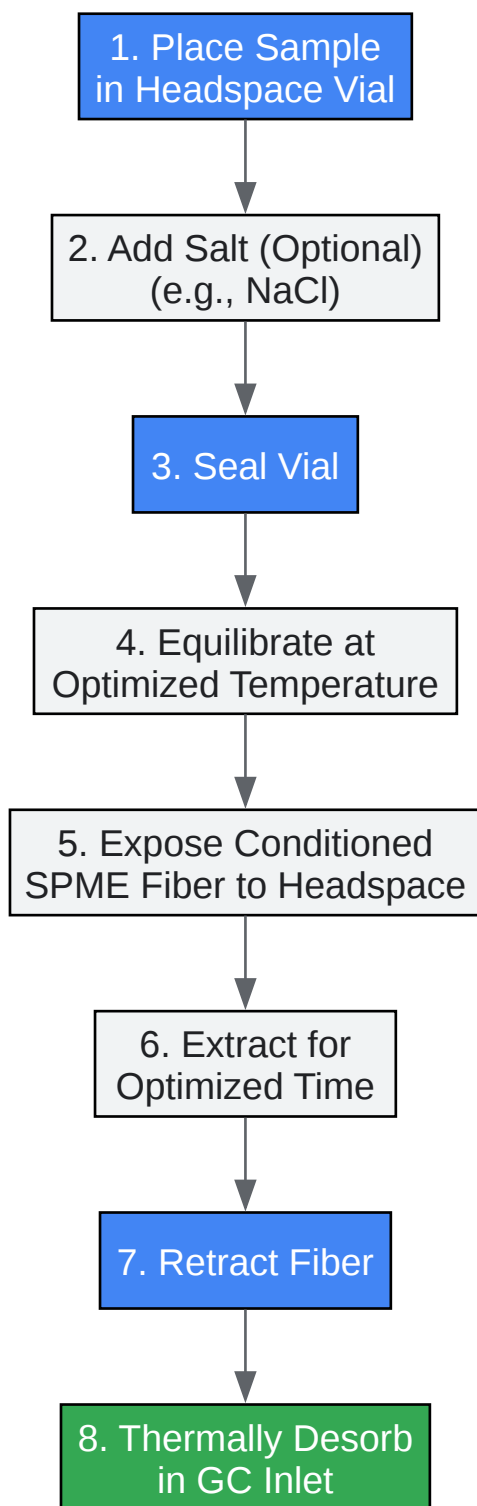 1. Place Sample
in Headspace Vial
2. Add Salt (Optional)
(e.g., NaCl)
3. Seal Vial
4. Equilibrate at
Optimized Temperature
5. Expose Conditioned
SPME Fiber to Headspace
6. Extract for
Optimized Time
7. Retract Fiber
8. Thermally Desorb
in GC Inlet